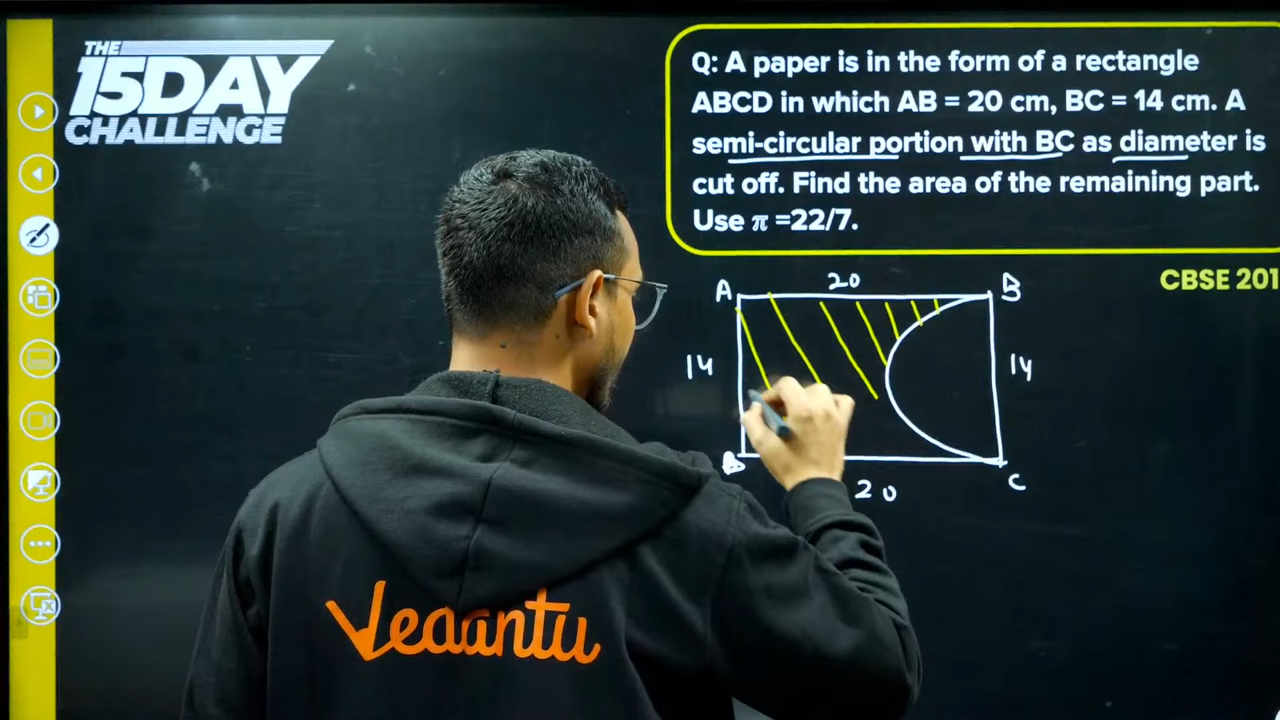 THE
15DAY
CHALLENGE
Q: A paper is in the form of a rectangle
ABCD in which AB = 20 cm, BC = 14 cm. A
semi-circular portion with BC as diameter is
cut off. Find the area of the remaining part.
Use π =22/7.
CBSE 201
A 20 B
14 14
20 C
Vedantu